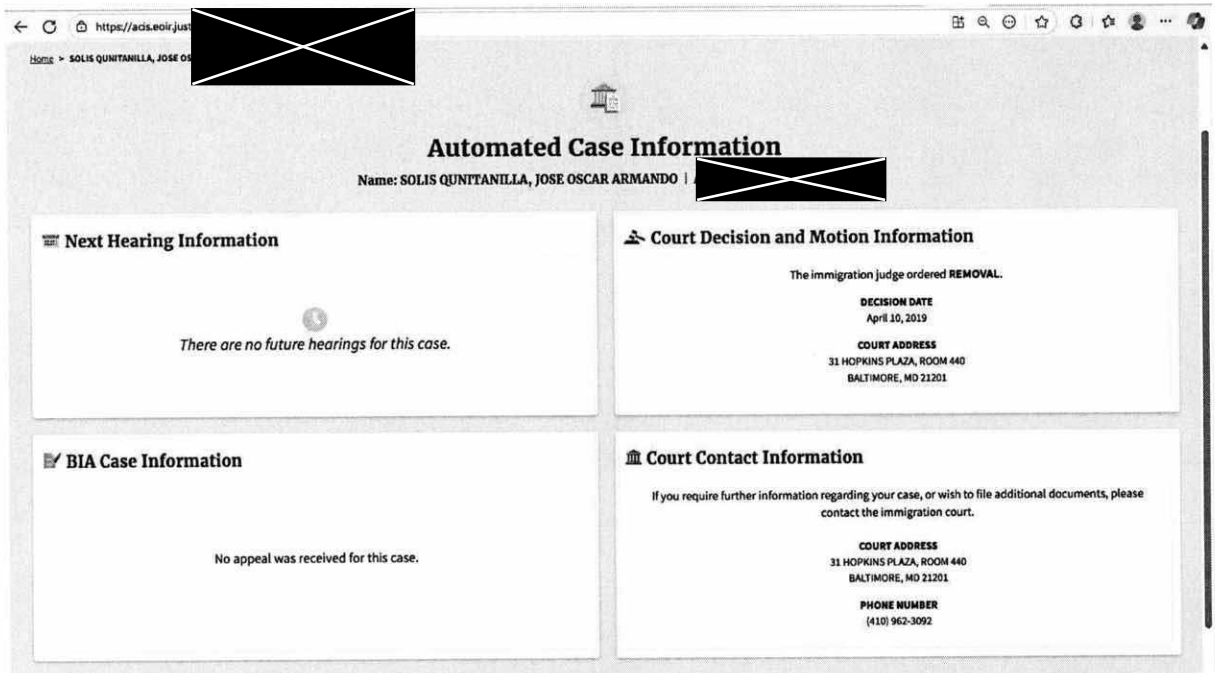 https://acis.eoir.just
Home > SOLIS QUNITANILLA, JOSE OS
Automated Case Information
Name: SOLIS QUNITANILLA, JOSE OSCAR ARMANDO |
Next Hearing Information
There are no future hearings for this case.
Court Decision and Motion Information
The immigration judge ordered REMOVAL.
DECISION DATE
April 10, 2019
COURT ADDRESS
31 HOPKINS PLAZA, ROOM 440
BALTIMORE, MD 21201
BIA Case Information
No appeal was received for this case.
Court Contact Information
If you require further information regarding your case, or wish to file additional documents, please
contact the immigration court.
COURT ADDRESS
31 HOPKINS PLAZA, ROOM 440
BALTIMORE, MD 21201
PHONE NUMBER
(410) 962-3092